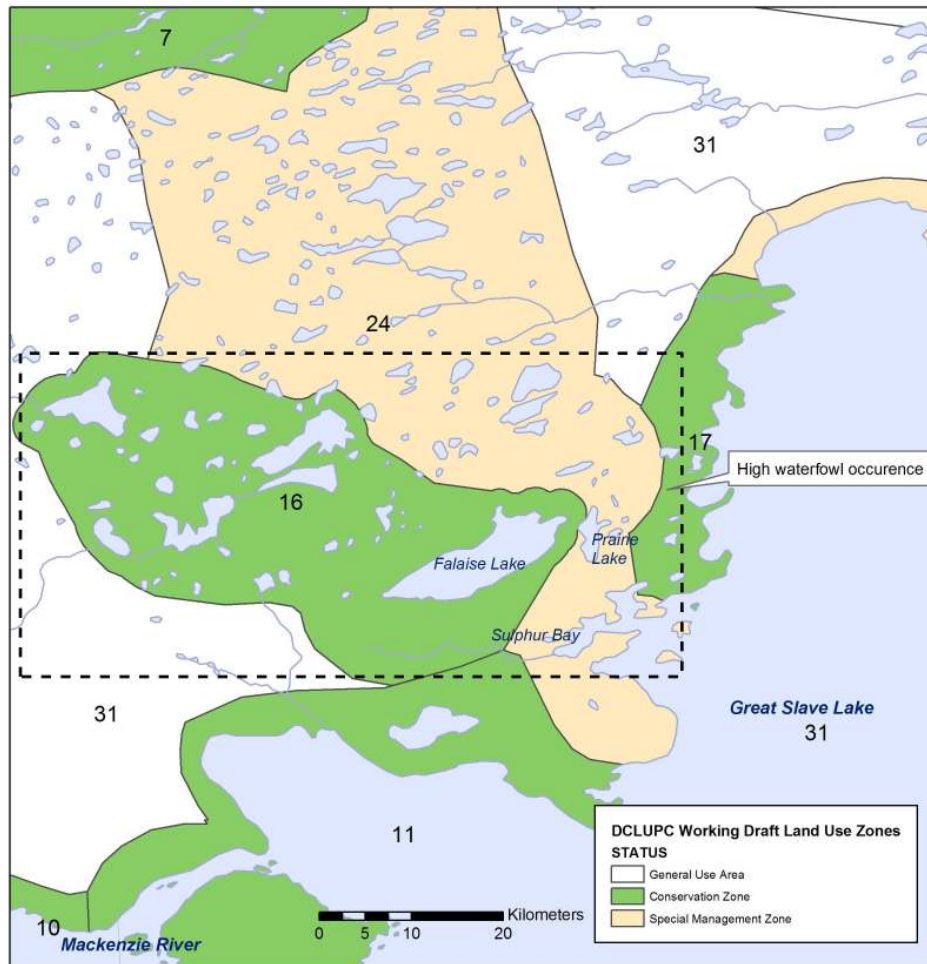 7
31
24
17
High waterfowl occurence
16
Prairie
Lake
Falaise Lake
Sulphur Bay
31
Great Slave Lake
31
11
DCLUPC Working Draft Land Use Zones
STATUS
General Use Area
Conservation Zone
Special Management Zone
Kilometers
0 5 10 20
10
Mackenzie River